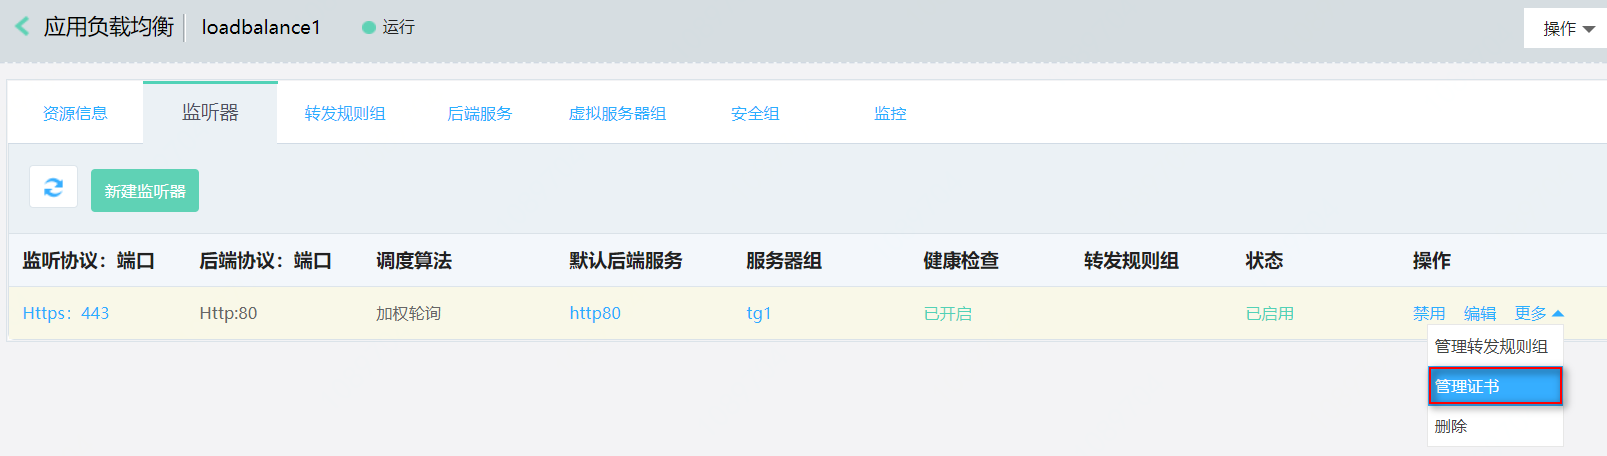 应用负载均衡 loadbalance1 运行 操作
资源信息 监听器 转发规则组 后端服务 虚拟服务器组 安全组 监控
新建监听器
监听协议：端口 后端协议：端口 调度算法 默认后端服务 服务器组 健康检查 转发规则组 状态 操作
Https：443 Http:80 加权轮询 http80 tg1 已开启 已启用 禁用 编辑 更多
管理转发规则组
管理证书
删除